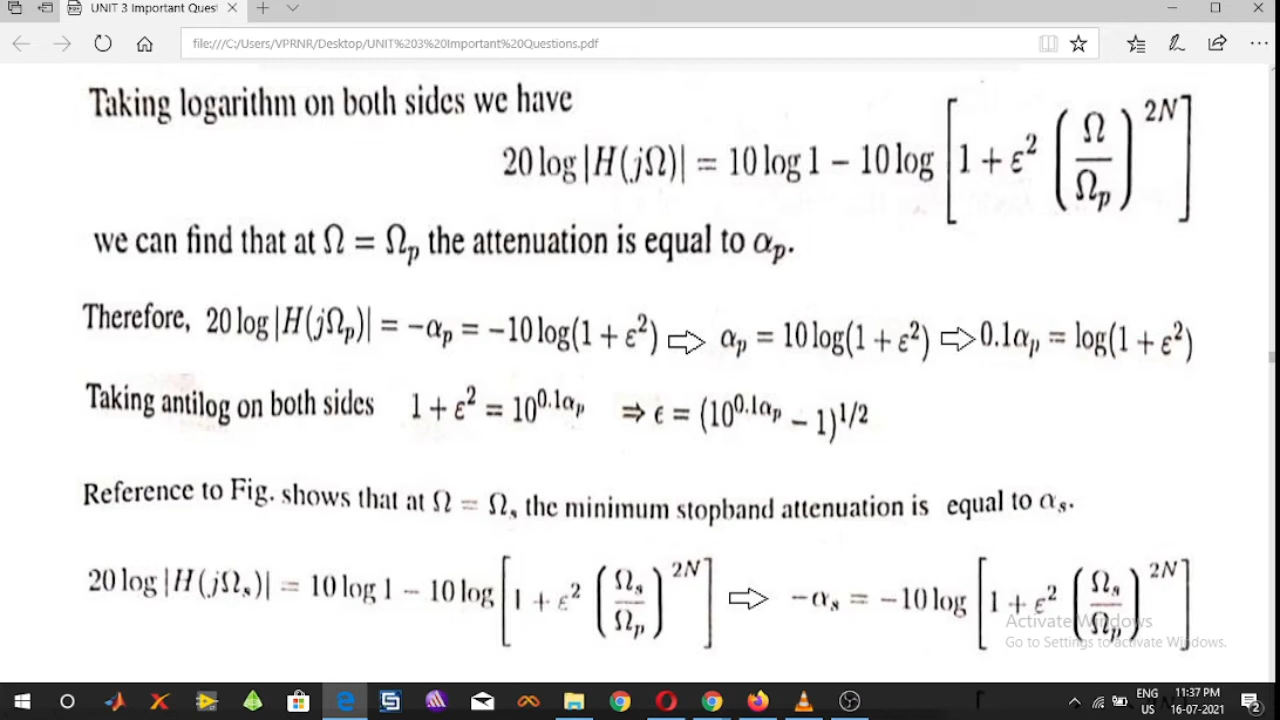 UNIT 3 Important Quest
file:///C:/Users/VPRNR/Desktop/UNIT%203%20Important%20Questions.pdf
Taking logarithm on both sides we have
20 log |H(jΩ)| = 10 log 1 − 10 log [1 + ε² (Ω/Ωₚ)^2N]
we can find that at Ω = Ωₚ the attenuation is equal to αₚ.
Therefore, 20 log |H(jΩₚ)| = −αₚ = −10 log(1 + ε²) ⇨ αₚ = 10 log(1 + ε²) ⇨ 0.1αₚ = log(1 + ε²)
Taking antilog on both sides 1 + ε² = 10^0.1αₚ ⇒ ϵ = (10^0.1αₚ − 1)^1/2
Reference to Fig. shows that at Ω = Ωₛ the minimum stopband attenuation is equal to αₛ.
20 log |H(jΩₛ)| = 10 log 1 − 10 log [1 + ε² (Ωₛ/Ωₚ)^2N] ⇨ −αₛ = −10 log [1 + ε² (Ωₛ/Ωₚ)^2N]
Activate Windows
Go to Settings to activate Windows.
ENG 11:37 PM
US 16-07-2021
2